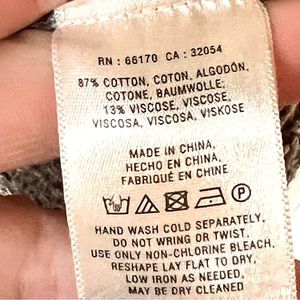 RN : 66170 CA : 32054
87% COTTON, COTON, ALGODÓN,
COTONE, BAUMWOLLE;
13% VISCOSE, VISCOSE,
VISCOSA, VISCOSA, VISKOSE
MADE IN CHINA,
HECHO EN CHINA,
FABRIQUÉ EN CHINE
HAND WASH COLD SEPARATELY,
DO NOT WRING OR TWIST.
USE ONLY NON-CHLORINE BLEACH.
RESHAPE LAY FLAT TO DRY,
LOW IRON AS NEEDED,
MAY BE DRY CLEANED